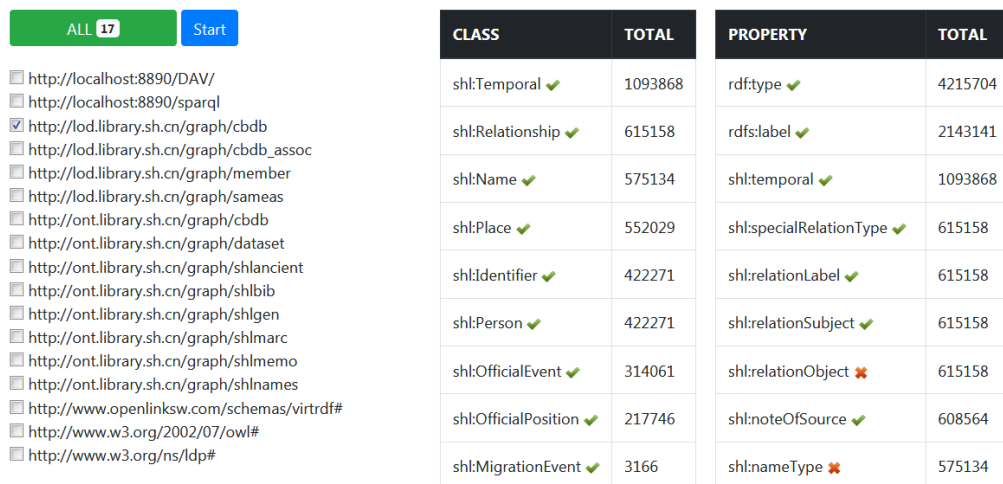 ALL 17 Start
http://localhost:8890/DAV/
http://localhost:8890/sparql
http://lod.library.sh.cn/graph/cbdb
http://lod.library.sh.cn/graph/cbdb_assoc
http://lod.library.sh.cn/graph/member
http://lod.library.sh.cn/graph/sameas
http://ont.library.sh.cn/graph/cbdb
http://ont.library.sh.cn/graph/dataset
http://ont.library.sh.cn/graph/shlancient
http://ont.library.sh.cn/graph/shlbib
http://ont.library.sh.cn/graph/shlgen
http://ont.library.sh.cn/graph/shlmarc
http://ont.library.sh.cn/graph/shlmemo
http://ont.library.sh.cn/graph/shlnames
http://www.openlinksw.com/schemas/virtrdf#
http://www.w3.org/2002/07/owl#
http://www.w3.org/ns/ldp#
CLASS TOTAL
shl:Temporal 1093868
shl:Relationship 615158
shl:Name 575134
shl:Place 552029
shl:Identifier 422271
shl:Person 422271
shl:OfficialEvent 314061
shl:OfficialPosition 217746
shl:MigrationEvent 3166
PROPERTY TOTAL
rdf:type 4215704
rdfs:label 2143141
shl:temporal 1093868
shl:specialRelationType 615158
shl:relationLabel 615158
shl:relationSubject 615158
shl:relationObject 615158
shl:noteOfSource 608564
shl:nameType 575134